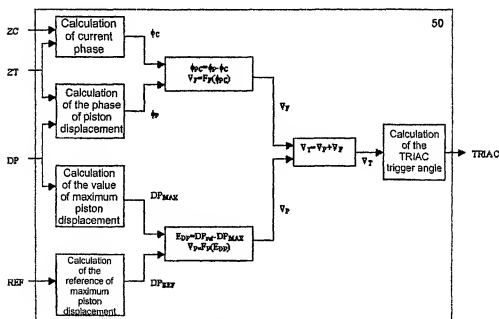 50
ZC
Calculation
of current
phase
ϕC
ZT
ϕPC=ϕP-ϕC
∇F=FF(ϕPC)
Calculation
of the phase
of piston
displacement
ϕP
∇F
DP
∇T=∇P+∇F
∇T
Calculation
of the
TRIAC
trigger angle
TRIAC
Calculation
of the value
of maximum
piston
displacement
DPMAX
∇P
EDP=DPref-DPMAX
∇P=FP(EDP)
REF
Calculation
of the
reference of
maximum
piston
displacement
DPREF